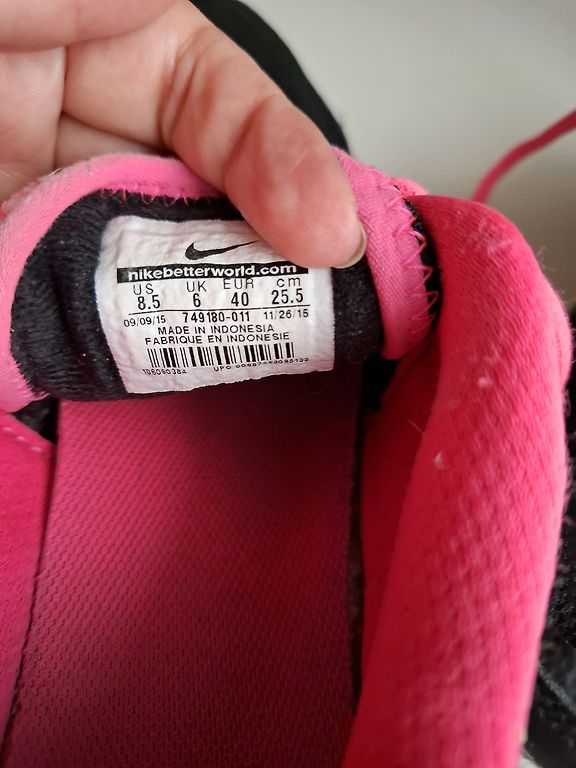 nikebetterworld.com
US UK EUR cm
8.5 6 40 25.5
09/09/15 749180-011 11/26/15
MADE IN INDONESIA
FABRIQUE EN INDONESIE
UPC